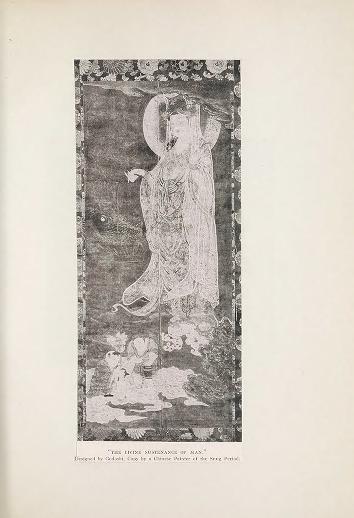 "THE DIVINE SUSTENANCE OF MAN."
Designed by Godoshi. Copy by a Chinese Painter of the Sung Period.